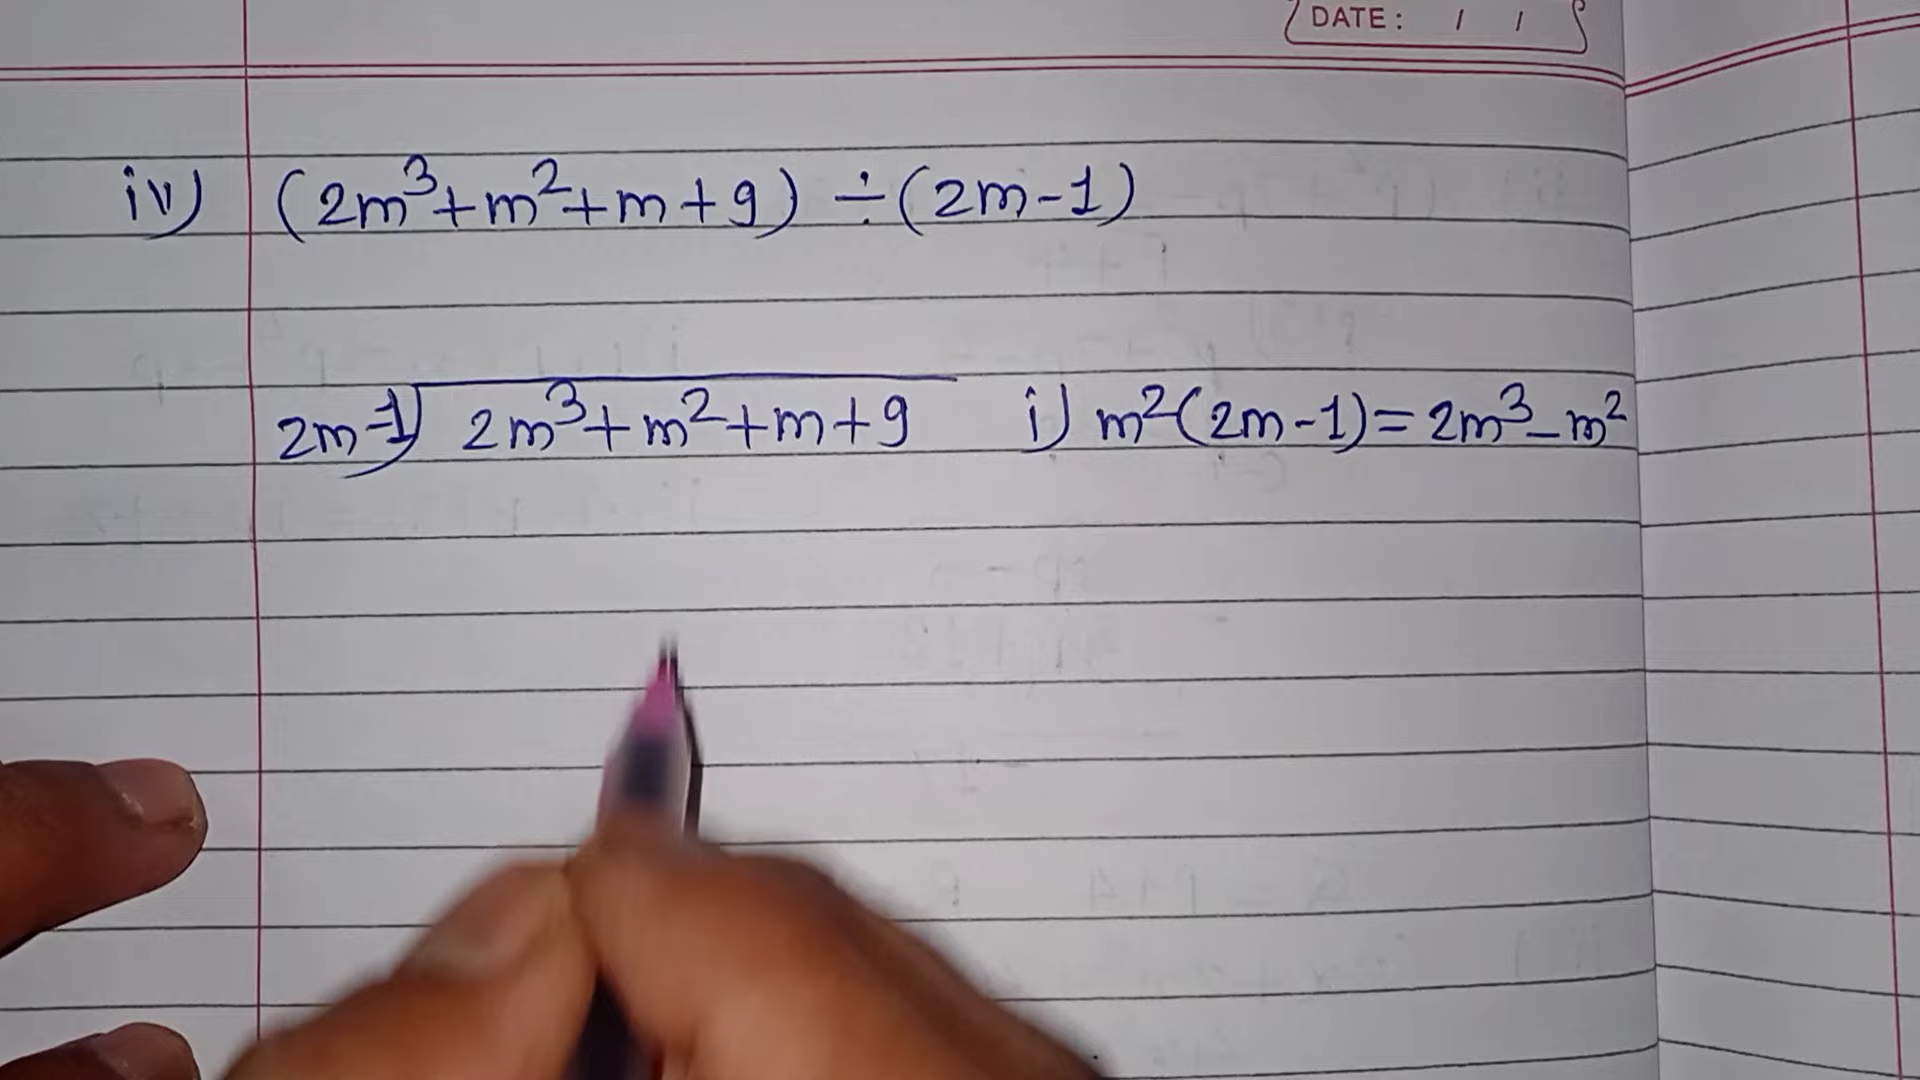 DATE: / /
iv) (2m³+m²+m+9) ÷ (2m-1)
2m-1) 2m³+m²+m+9 i) m²(2m-1)=2m³-m²